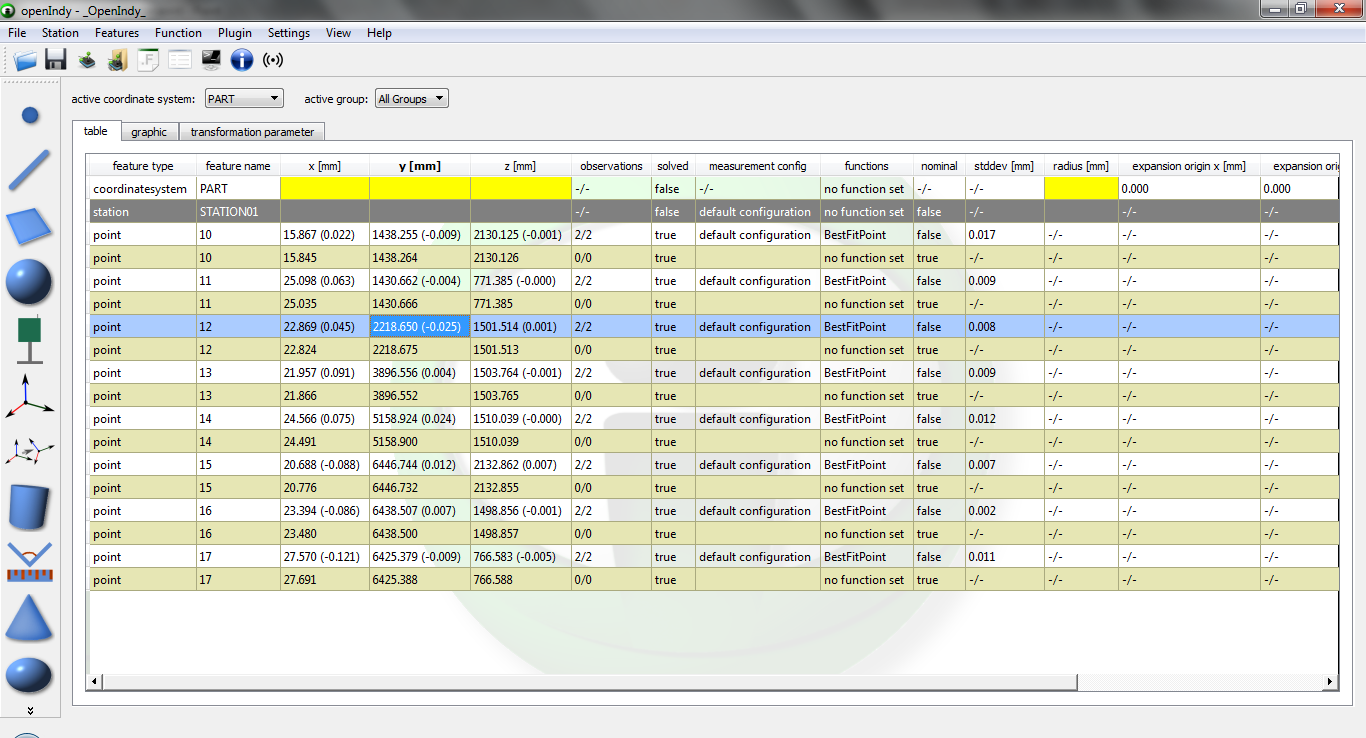 openIndy - _OpenIndy_
File Station Features Function Plugin Settings View Help
active coordinate system: PART active group: All Groups
table graphic transformation parameter
feature type feature name x [mm] y [mm] z [mm] observations solved measurement config functions nominal stddev [mm] radius [mm] expansion origin x [mm] expansion orig
coordinatesystem PART -/- false -/- no function set -/- -/- 0.000 0.000
station STATION01 -/- false default configuration no function set false -/- -/- -/-
point 10 15.867 (0.022) 1438.255 (-0.009) 2130.125 (-0.001) 2/2 true default configuration BestFitPoint false 0.017 -/- -/- -/-
point 10 15.845 1438.264 2130.126 0/0 true no function set true -/- -/- -/- -/-
point 11 25.098 (0.063) 1430.662 (-0.004) 771.385 (-0.000) 2/2 true default configuration BestFitPoint false 0.009 -/- -/- -/-
point 11 25.035 1430.666 771.385 0/0 true no function set true -/- -/- -/- -/-
point 12 22.869 (0.045) 2218.650 (-0.025) 1501.514 (0.001) 2/2 true default configuration BestFitPoint false 0.008 -/- -/- -/-
point 12 22.824 2218.675 1501.513 0/0 true no function set true -/- -/- -/- -/-
point 13 21.957 (0.091) 3896.556 (0.004) 1503.764 (-0.001) 2/2 true default configuration BestFitPoint false 0.009 -/- -/- -/-
point 13 21.866 3896.552 1503.765 0/0 true no function set true -/- -/- -/- -/-
point 14 24.566 (0.075) 5158.924 (0.024) 1510.039 (-0.000) 2/2 true default configuration BestFitPoint false 0.012 -/- -/- -/-
point 14 24.491 5158.900 1510.039 0/0 true no function set true -/- -/- -/- -/-
point 15 20.688 (-0.088) 6446.744 (0.012) 2132.862 (0.007) 2/2 true default configuration BestFitPoint false 0.007 -/- -/- -/-
point 15 20.776 6446.732 2132.855 0/0 true no function set true -/- -/- -/- -/-
point 16 23.394 (-0.086) 6438.507 (0.007) 1498.856 (-0.001) 2/2 true default configuration BestFitPoint false 0.002 -/- -/- -/-
point 16 23.480 6438.500 1498.857 0/0 true no function set true -/- -/- -/- -/-
point 17 27.570 (-0.121) 6425.379 (-0.009) 766.583 (-0.005) 2/2 true default configuration BestFitPoint false 0.011 -/- -/- -/-
point 17 27.691 6425.388 766.588 0/0 true no function set true -/- -/- -/- -/-